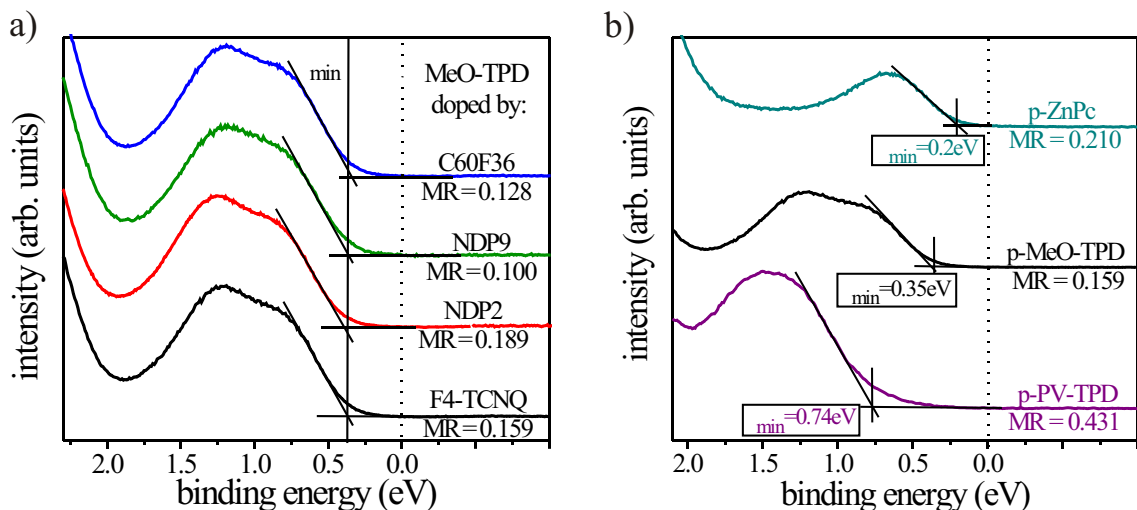 a)
min
MeO-TPD
doped by:
C60F36
MR=0.128
NDP9
MR=0.100
NDP2
MR=0.189
F4-TCNQ
MR=0.159
intensity (arb. units)
2.0 1.5 1.0 0.5 0.0
binding energy (eV)
b)
p-ZnPc
MR=0.210
min=0.2eV
p-MeO-TPD
MR=0.159
min=0.35eV
p-PV-TPD
MR=0.431
min=0.74eV
intensity (arb. units)
2.0 1.5 1.0 0.5 0.0
binding energy (eV)